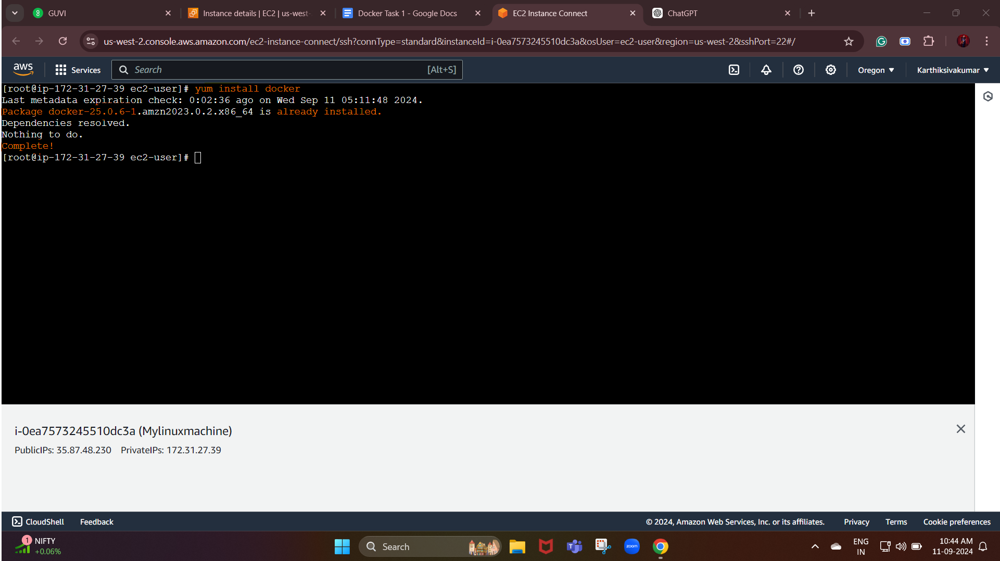 GUVI
Instance details | EC2 | us-west-
Docker Task 1 - Google Docs
EC2 Instance Connect
ChatGPT
us-west-2.console.aws.amazon.com/ec2-instance-connect/ssh?connType=standard&instanceId=i-0ea7573245510dc3a&osUser=ec2-user&region=us-west-2&sshPort=22#/
aws
Services
Search
[Alt+S]
Oregon
Karthiksivakumar
[root@ip-172-31-27-39 ec2-user]# yum install docker
Last metadata expiration check: 0:02:36 ago on Wed Sep 11 05:11:48 2024.
Package docker-25.0.6-1.amzn2023.0.2.x86_64 is already installed.
Dependencies resolved.
Nothing to do.
Complete!
[root@ip-172-31-27-39 ec2-user]#
i-0ea7573245510dc3a (Mylinuxmachine)
PublicIPs: 35.87.48.230 PrivateIPs: 172.31.27.39
CloudShell
Feedback
© 2024, Amazon Web Services, Inc. or its affiliates.
Privacy
Terms
Cookie preferences
1
NIFTY
+0.06%
Search
zoom
ENG
IN
10:44 AM
11-09-2024